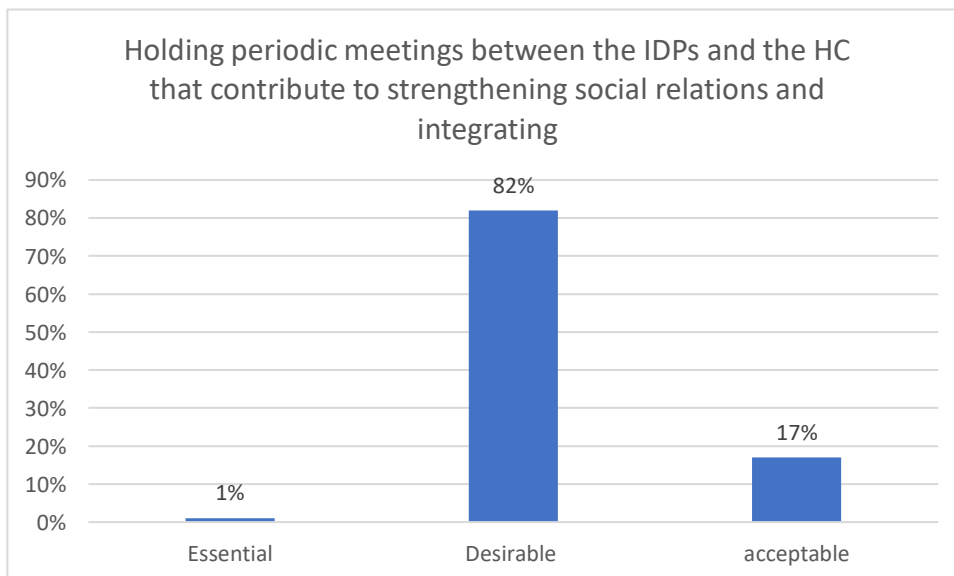 Holding periodic meetings between the IDPs and the HC
that contribute to strengthening social relations and
integrating
90%
80%
70%
60%
50%
40%
30%
20%
10%
0%
1%
82%
17%
Essential
Desirable
acceptable